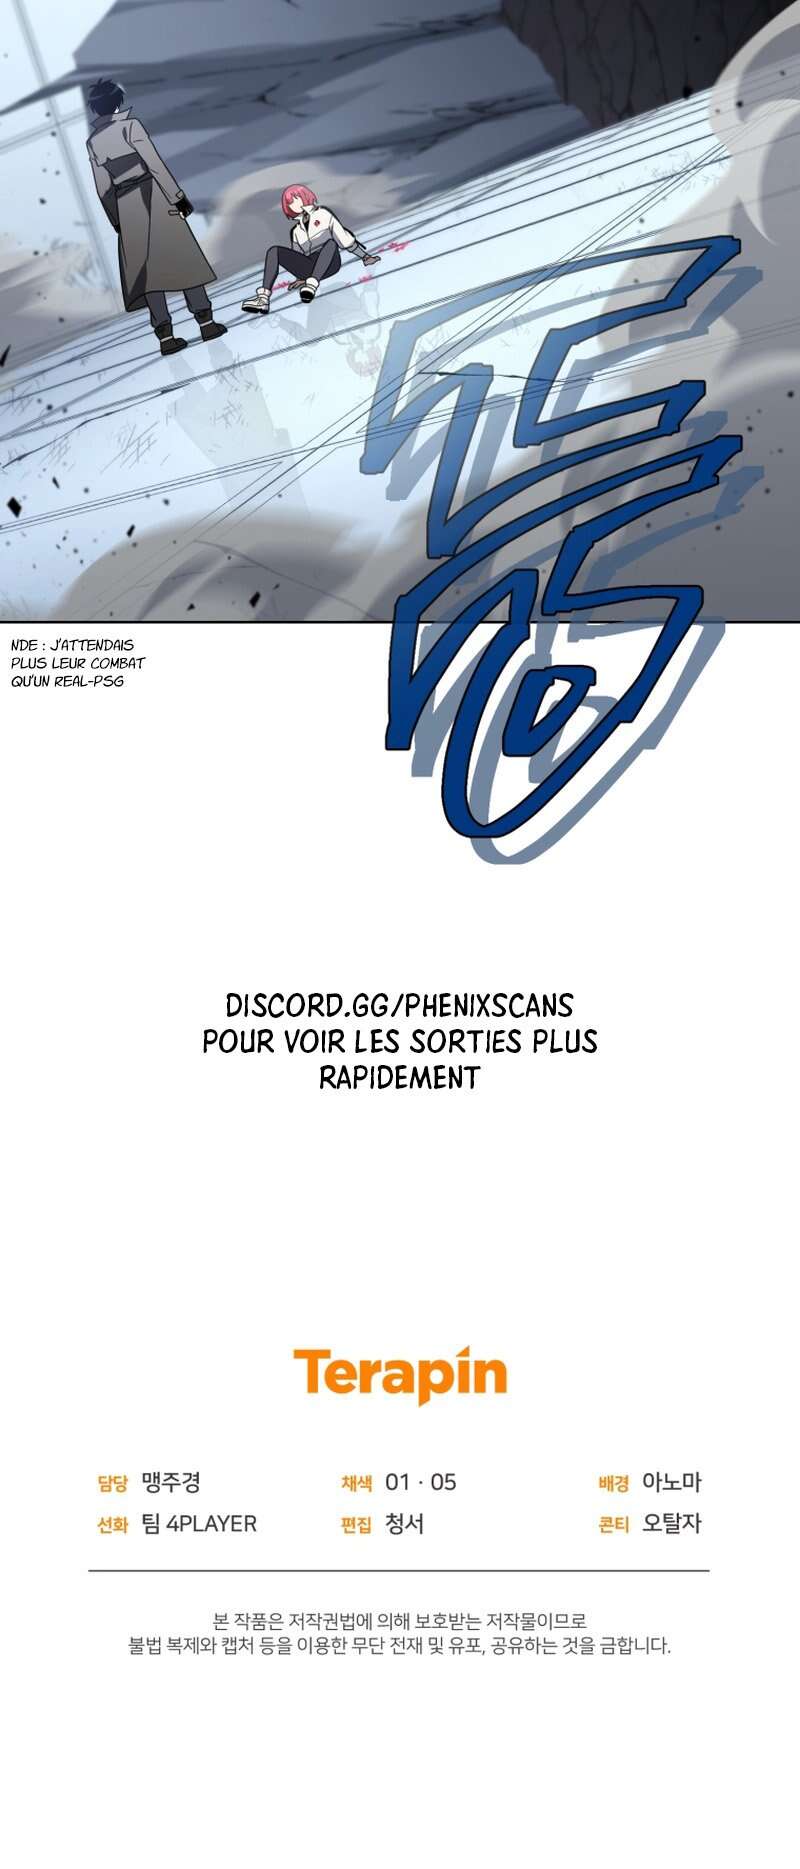 NDE : J'ATTENDAIS
PLUS LEUR COMBAT
QU'UN REAL-PSG
DISCORD.GG/PHENIXSCANS
POUR VOIR LES SORTIES PLUS
RAPIDEMENT
Terapin
담당 맹주경 채색 01 · 05 배경 아노마
선화 팀 4PLAYER 편집 청서 콘티 오탈자
본 작품은 저작권법에 의해 보호받는 저작물이므로
불법 복제와 캡처 등을 이용한 무단 전재 및 유포, 공유하는 것을 금합니다.